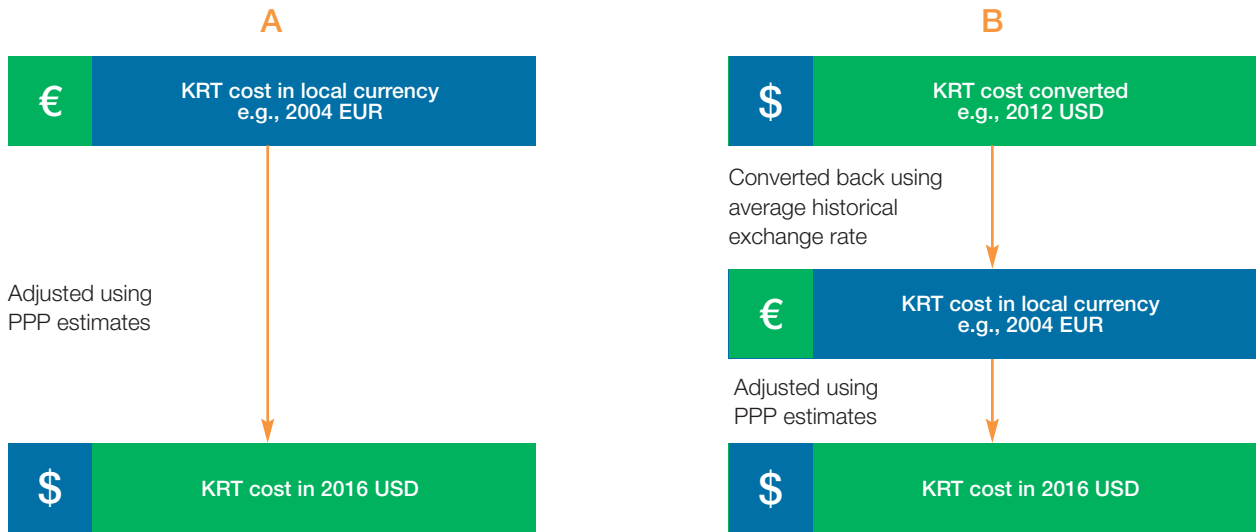 A
€
KRT cost in local currency
e.g., 2004 EUR
Adjusted using
PPP estimates
$
KRT cost in 2016 USD
B
$
KRT cost converted
e.g., 2012 USD
Converted back using
average historical
exchange rate
€
KRT cost in local currency
e.g., 2004 EUR
Adjusted using
PPP estimates
$
KRT cost in 2016 USD